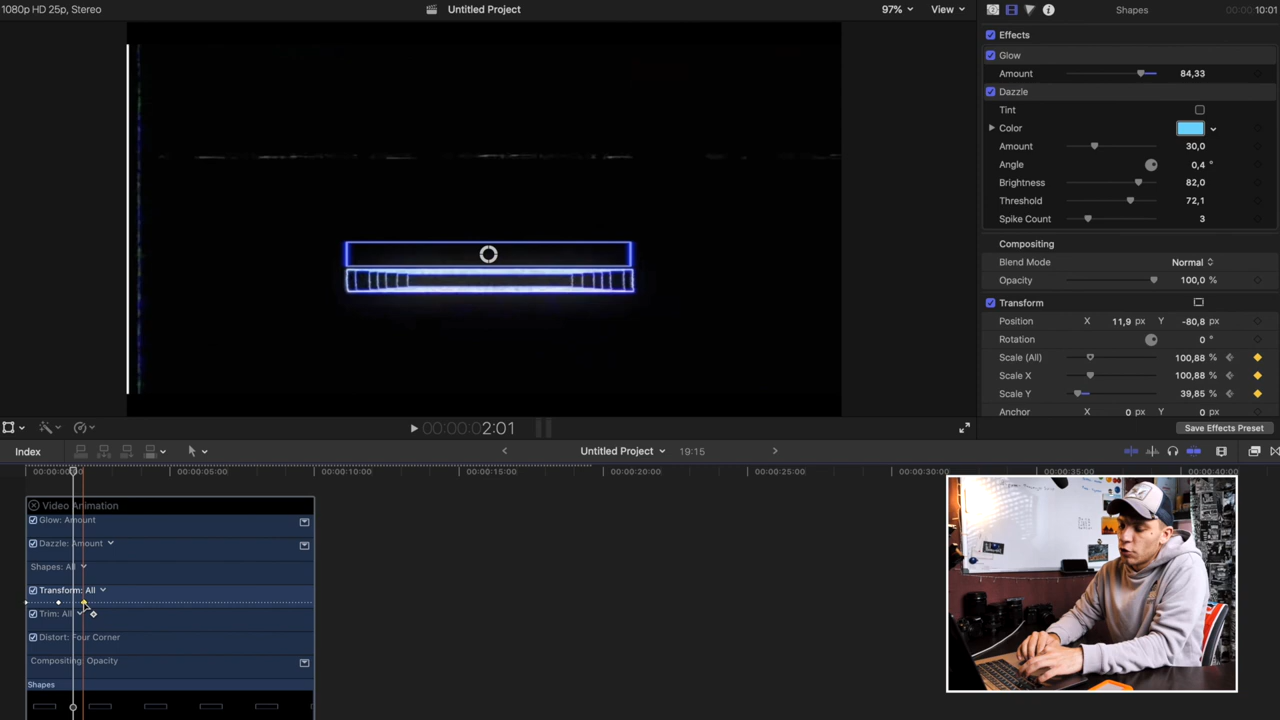 1080p HD 25p, Stereo
Untitled Project
97%
View
Shapes
00:00:10:01
Effects
Glow
Amount 84,33
Dazzle
Tint
Color
Amount 30,0
Angle 0,4 °
Brightness 82,0
Threshold 72,1
Spike Count 3
Compositing
Blend Mode Normal
Opacity 100,0 %
Transform
Position X 11,9 px Y -80,8 px
Rotation 0 °
Scale (All) 100,88 %
Scale X 100,88 %
Scale Y 39,85 %
Anchor X 0 px Y 0 px
Save Effects Preset
00:00:00:02:01
Index
Untitled Project
19:15
00:00:05:00
00:00:10:00
00:00:15:00
00:00:20:00
00:00:25:00
00:00:30:00
00:00:35:00
00:00:40:00
Video Animation
Glow: Amount
Dazzle: Amount
Shapes: All
Transform: All
Trim: All
Distort: Four Corner
Compositing: Opacity
Shapes